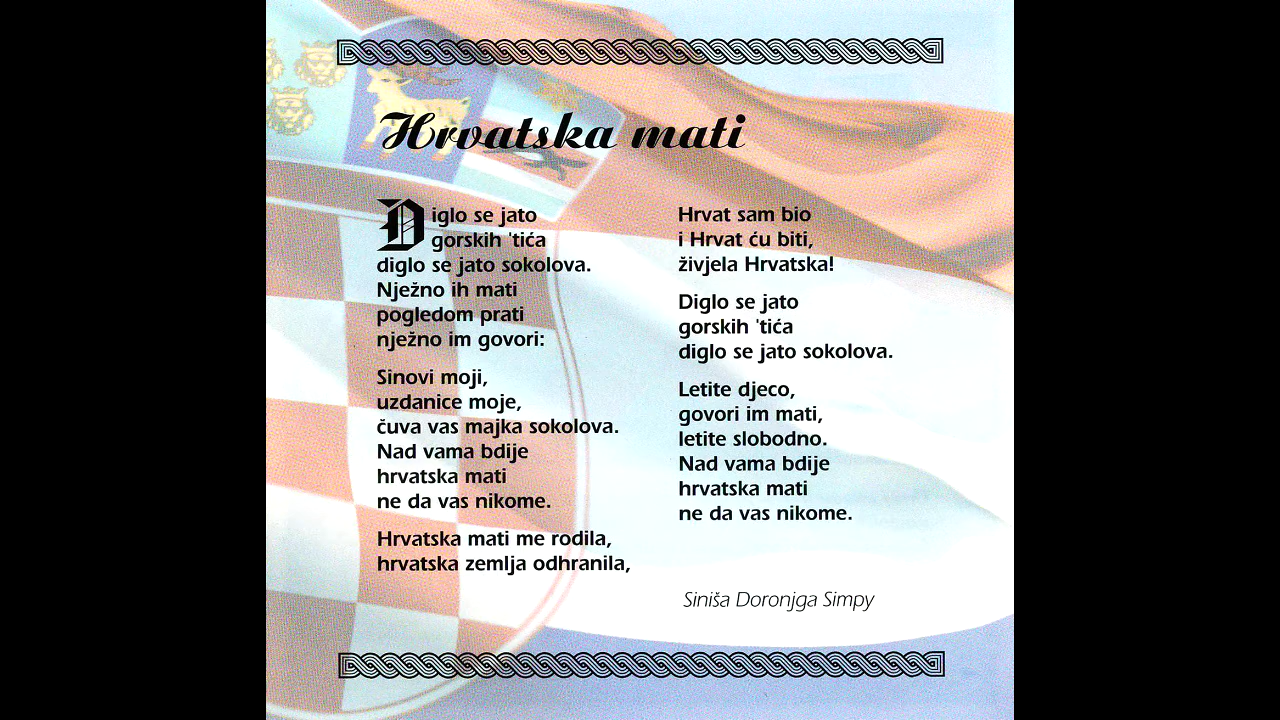 Hrvatska mati
Diglo se jato
gorskih 'tića
diglo se jato sokolova.
Nježno ih mati
pogledom prati
nježno im govori:
Sinovi moji,
uzdanice moje,
čuva vas majka sokolova.
Nad vama bdije
hrvatska mati
ne da vas nikome.
Hrvatska mati me rodila,
hrvatska zemlja odhranila,
Hrvat sam bio
i Hrvat ću biti,
živjela Hrvatska!
Diglo se jato
gorskih 'tića
diglo se jato sokolova.
Letite djeco,
govori im mati,
letite slobodno.
Nad vama bdije
hrvatska mati
ne da vas nikome.
Siniša Doronjga Simpy